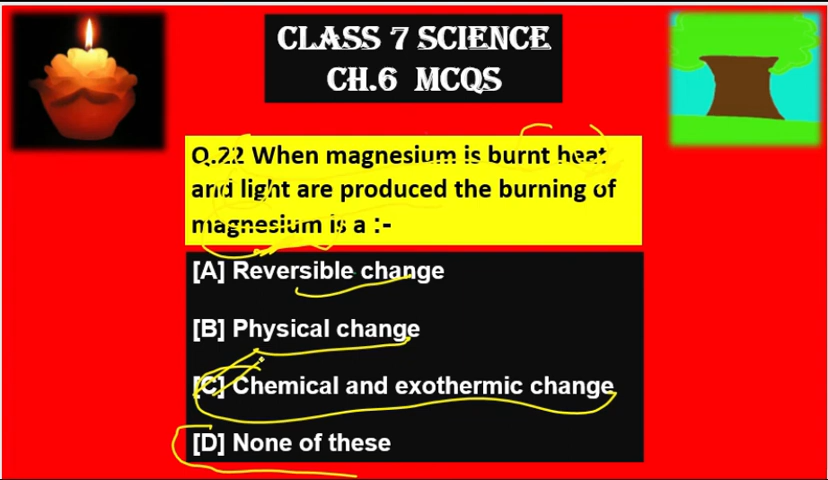 CLASS 7 SCIENCE
CH.6 MCQS
Q.22 When magnesium is burnt heat
and light are produced the burning of
magnesium is a :-
[A] Reversible change
[B] Physical change
[C] Chemical and exothermic change
[D] None of these